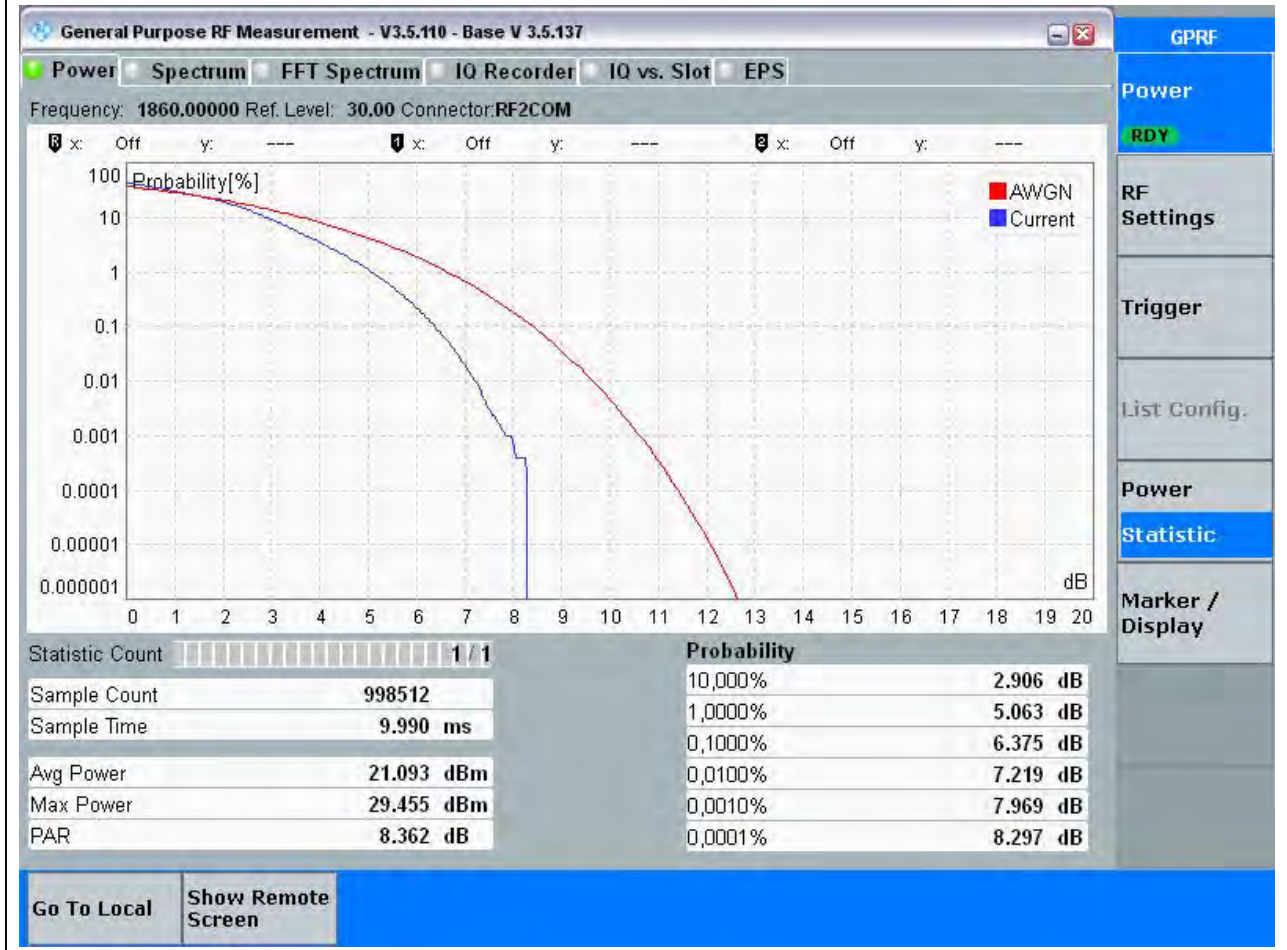 General Purpose RF Measurement - V3.5.110 - Base V 3.5.137
GPRF
Power Spectrum FFT Spectrum IQ Recorder IQ vs. Slot EPS
Frequency: 1860.00000 Ref. Level: 30.00 Connector:RF2COM
R x: Off y: --- 1 x: Off y: --- 2 x: Off y: ---
Probability[%]
AWGN
Current
100
10
1
0.1
0.01
0.001
0.0001
0.00001
0.000001
dB
0 1 2 3 4 5 6 7 8 9 10 11 12 13 14 15 16 17 18 19 20
Statistic Count 1 / 1
Sample Count 998512
Sample Time 9.990 ms
Avg Power 21.093 dBm
Max Power 29.455 dBm
PAR 8.362 dB
Probability
10,000% 2.906 dB
1,0000% 5.063 dB
0,1000% 6.375 dB
0,0100% 7.219 dB
0,0010% 7.969 dB
0,0001% 8.297 dB
Power
RDY
RF
Settings
Trigger
List Config.
Power
Statistic
Marker /
Display
Go To Local
Show Remote
Screen